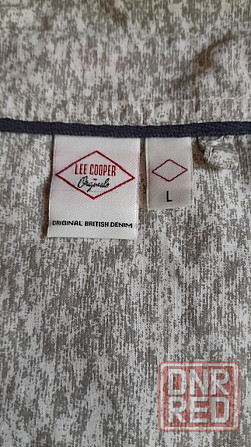 LEE COOPER
Originals
ORIGINAL BRITISH DENIM
L
DNR
RED